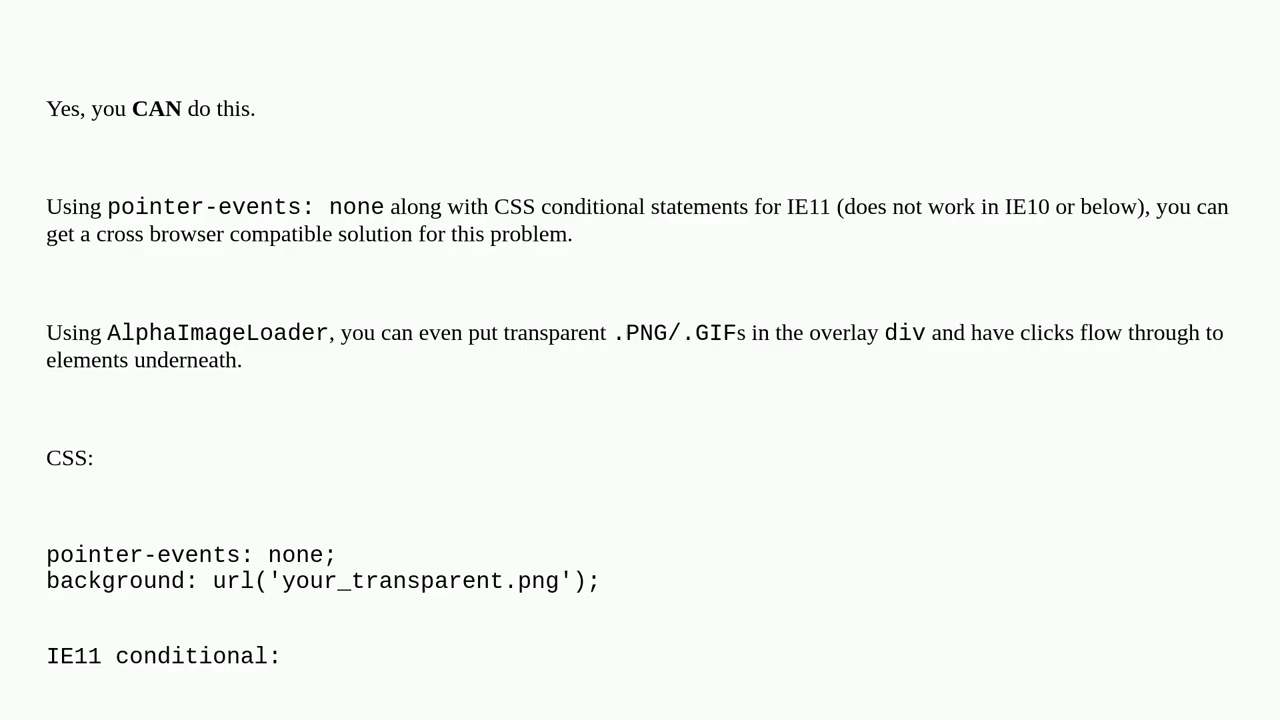 Yes, you CAN do this.
Using pointer-events: none along with CSS conditional statements for IE11 (does not work in IE10 or below), you can
get a cross browser compatible solution for this problem.
Using AlphaImageLoader, you can even put transparent .PNG/.GIFs in the overlay div and have clicks flow through to
elements underneath.
CSS:
pointer-events: none;
background: url('your_transparent.png');
IE11 conditional: